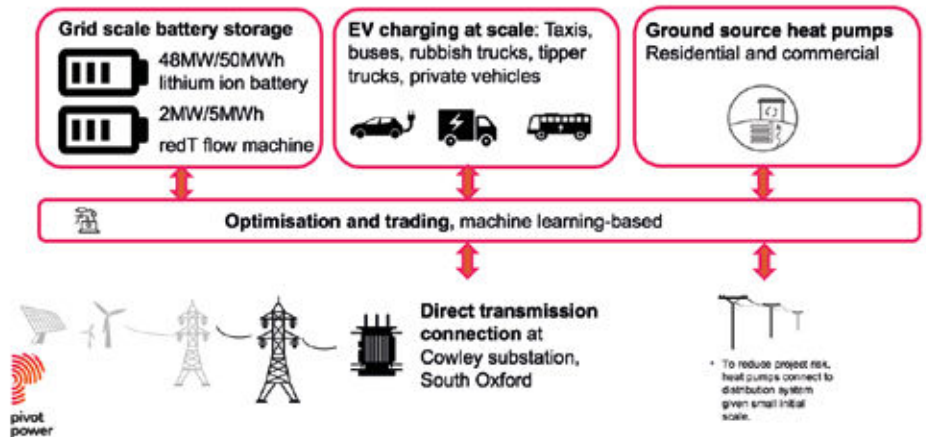 Grid scale battery storage
48MW/50MWh
lithium ion battery
2MW/5MWh
redT flow machine
EV charging at scale: Taxis,
buses, rubbish trucks, tipper
trucks, private vehicles
Ground source heat pumps
Residential and commercial
Optimisation and trading, machine learning-based
Direct transmission
connection at
Cowley substation,
South Oxford
• To reduce project risk,
heat pumps connect to
distribution system
given small initial
scale.
pivot
power